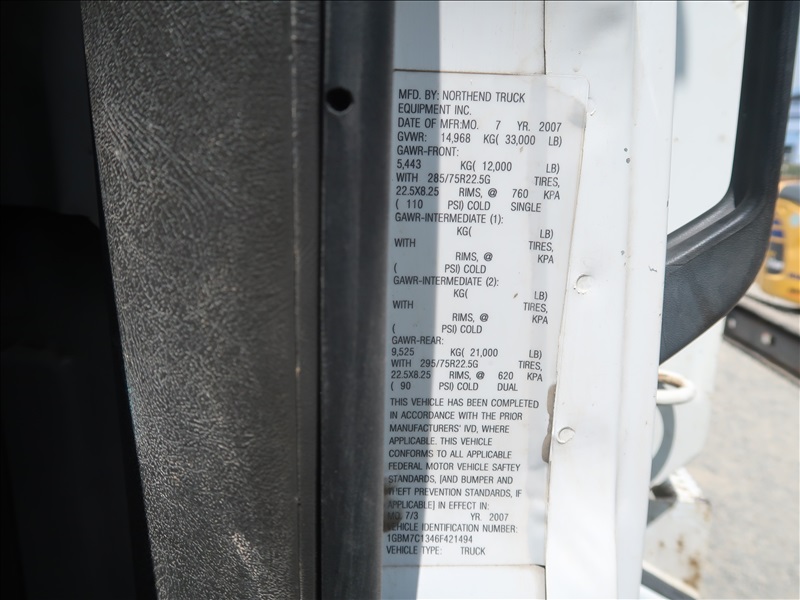 MFD. BY: NORTHEND TRUCK
EQUIPMENT INC.
DATE OF MFR:MO. 7 YR. 2007
GVWR: 14,968 KG( 33,000 LB)
GAWR-FRONT:
5,443 KG( 12,000 LB)
WITH 285/75R22.5G TIRES,
22.5X8.25 RIMS, @ 760 KPA
( 110 PSI) COLD SINGLE
GAWR-INTERMEDIATE (1):
KG( LB)
WITH TIRES,
RIMS, @ KPA
( PSI) COLD
GAWR-INTERMEDIATE (2):
KG( LB)
WITH TIRES,
RIMS, @ KPA
( PSI) COLD
GAWR-REAR:
9,525 KG( 21,000 LB)
WITH 295/75R22.5G TIRES,
22.5X8.25 RIMS, @ 620 KPA
( 90 PSI) COLD DUAL
THIS VEHICLE HAS BEEN COMPLETED
IN ACCORDANCE WITH THE PRIOR
MANUFACTURERS' IVD, WHERE
APPLICABLE. THIS VEHICLE
CONFORMS TO ALL APPLICABLE
FEDERAL MOTOR VEHICLE SAFTEY
STANDARDS, [AND BUMPER AND
THEFT PREVENTION STANDARDS, IF
APPLICABLE] IN EFFECT IN:
MO. 7/3 YR. 2007
VEHICLE IDENTIFICATION NUMBER:
1GBM7C1346F421494
VEHICLE TYPE: TRUCK